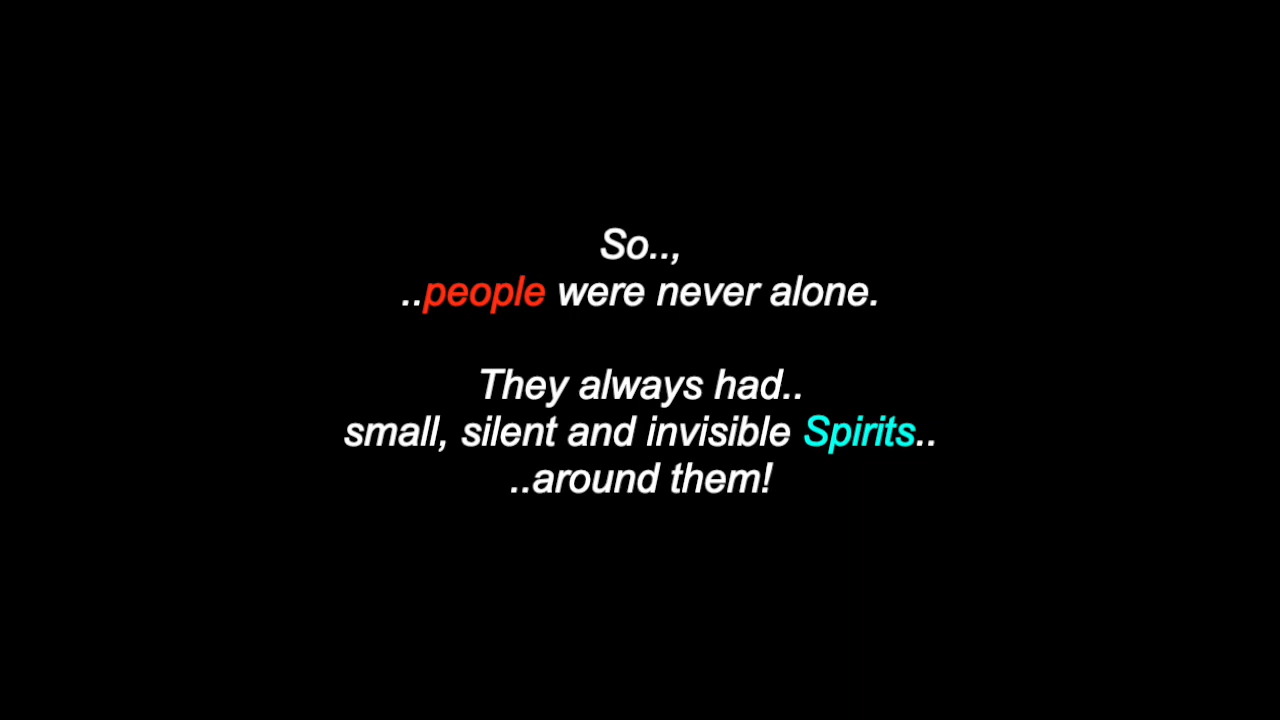 So..,
..people were never alone.
They always had..
small, silent and invisible Spirits..
..around them!